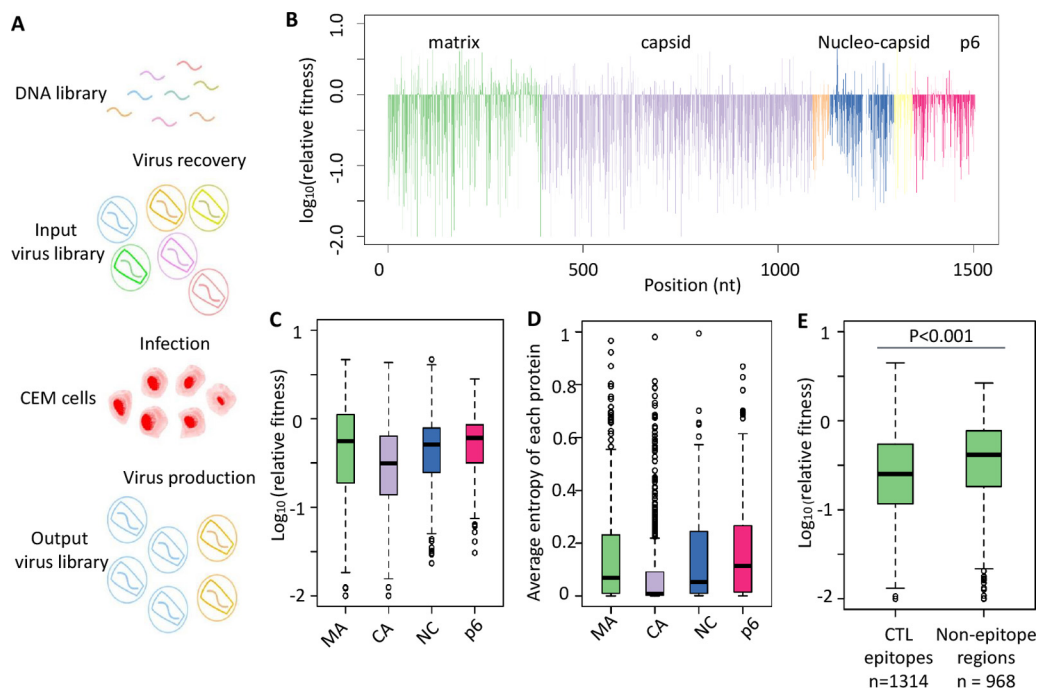 A
DNA library
Virus recovery
Input
virus library
Infection
CEM cells
Virus production
Output
virus library
B
log₁₀(relative fitness)
1.0
0.0
-1.0
-2.0
matrix
capsid
Nucleo-capsid
p6
0
500
1000
1500
Position (nt)
C
Log₁₀(relative fitness)
1
-0
-1
-2
MA
CA
NC
p6
D
Average entropy of each protein
1
0.8
0.6
0.4
0.2
0
MA
CA
NC
p6
E
Log₁₀(relative fitness)
1
-0
-1
-2
P<0.001
CTL
epitopes
n=1314
Non-epitope
regions
n = 968